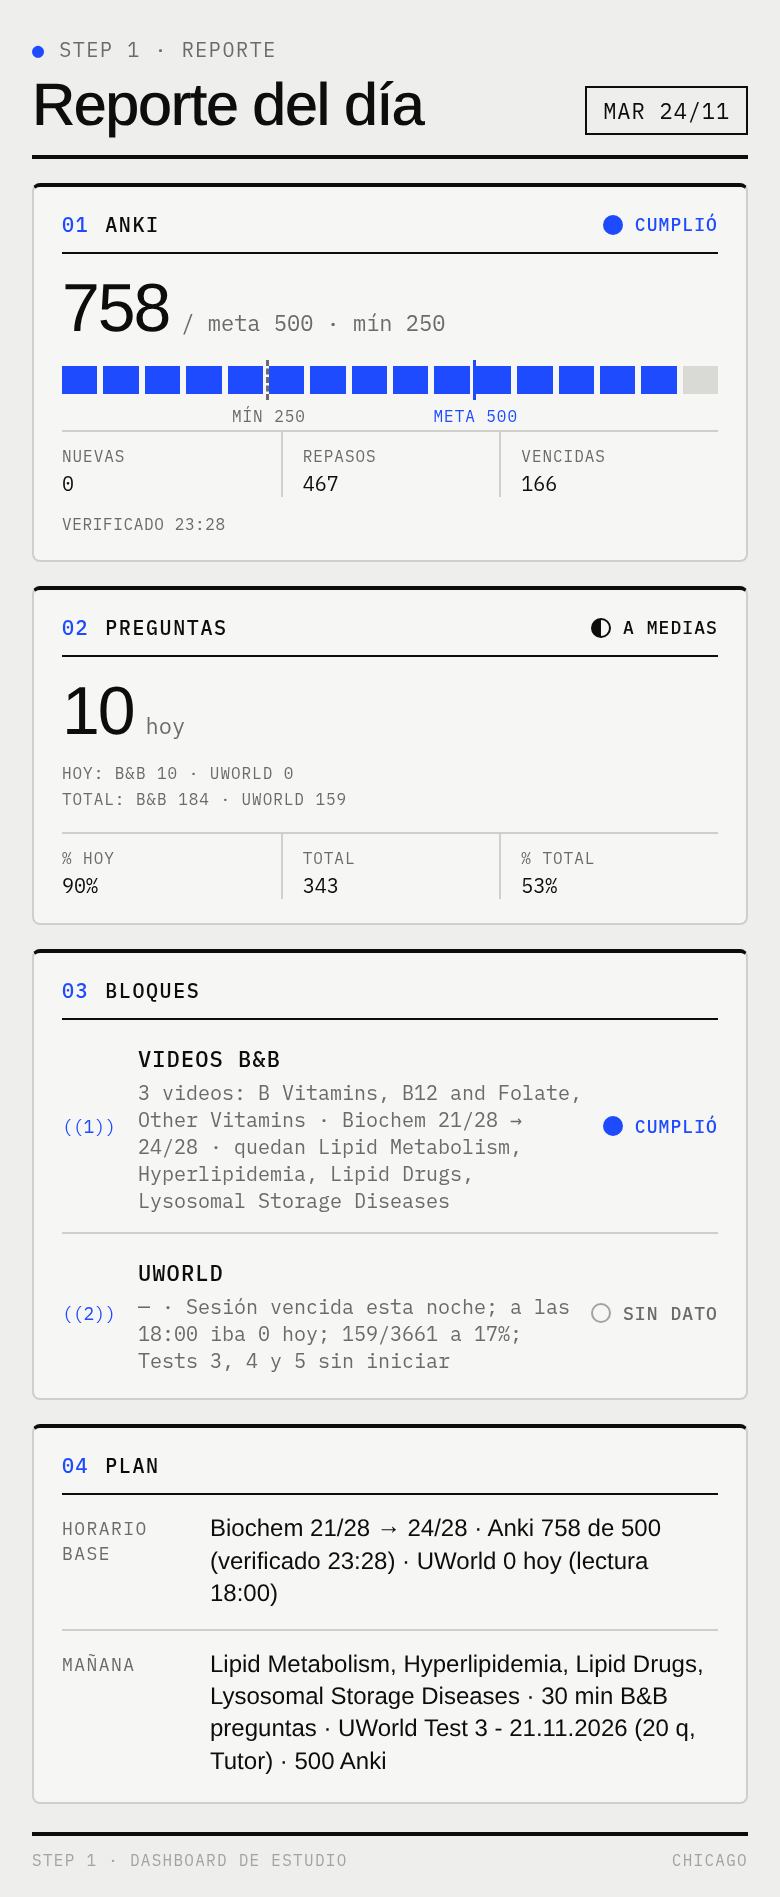 STEP 1 · REPORTE
Reporte del día
MAR 24/11
01 ANKI
CUMPLIÓ
758 / meta 500 · mín 250
MÍN 250
META 500
NUEVAS
REPASOS
VENCIDAS
0
467
166
VERIFICADO 23:28
02 PREGUNTAS
A MEDIAS
10 hoy
HOY: B&B 10 · UWORLD 0
TOTAL: B&B 184 · UWORLD 159
% HOY
TOTAL
% TOTAL
90%
343
53%
03 BLOQUES
((1))
VIDEOS B&B
3 videos: B Vitamins, B12 and Folate,
Other Vitamins · Biochem 21/28 →
24/28 · quedan Lipid Metabolism,
Hyperlipidemia, Lipid Drugs,
Lysosomal Storage Diseases
CUMPLIÓ
((2))
UWORLD
— · Sesión vencida esta noche; a las
18:00 iba 0 hoy; 159/3661 a 17%;
Tests 3, 4 y 5 sin iniciar
SIN DATO
04 PLAN
HORARIO
BASE
Biochem 21/28 → 24/28 · Anki 758 de 500
(verificado 23:28) · UWorld 0 hoy (lectura
18:00)
MAÑANA
Lipid Metabolism, Hyperlipidemia, Lipid Drugs,
Lysosomal Storage Diseases · 30 min B&B
preguntas · UWorld Test 3 - 21.11.2026 (20 q,
Tutor) · 500 Anki
STEP 1 · DASHBOARD DE ESTUDIO
CHICAGO